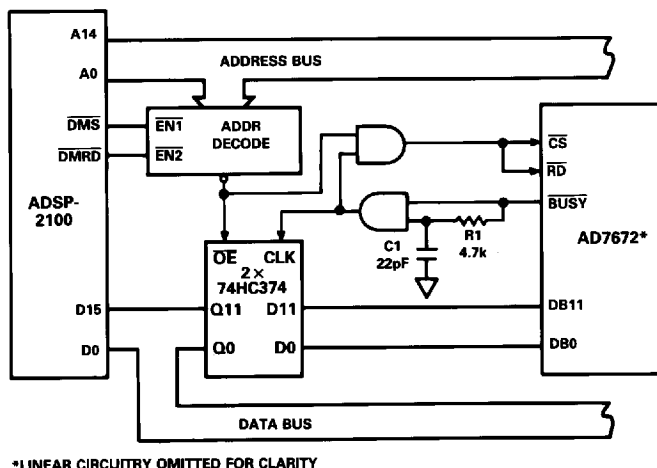 A14
ADDRESS BUS
A0
DMS
EN1
ADDR
DECODE
DMRD
EN2
CS
RD
ADSP-
2100
BUSY
AD7672*
C1
22pF
R1
4.7k
OE CLK
2 ×
74HC374
D15
Q11 D11
DB11
D0
Q0 D0
DB0
DATA BUS
*LINEAR CIRCUITRY OMITTED FOR CLARITY